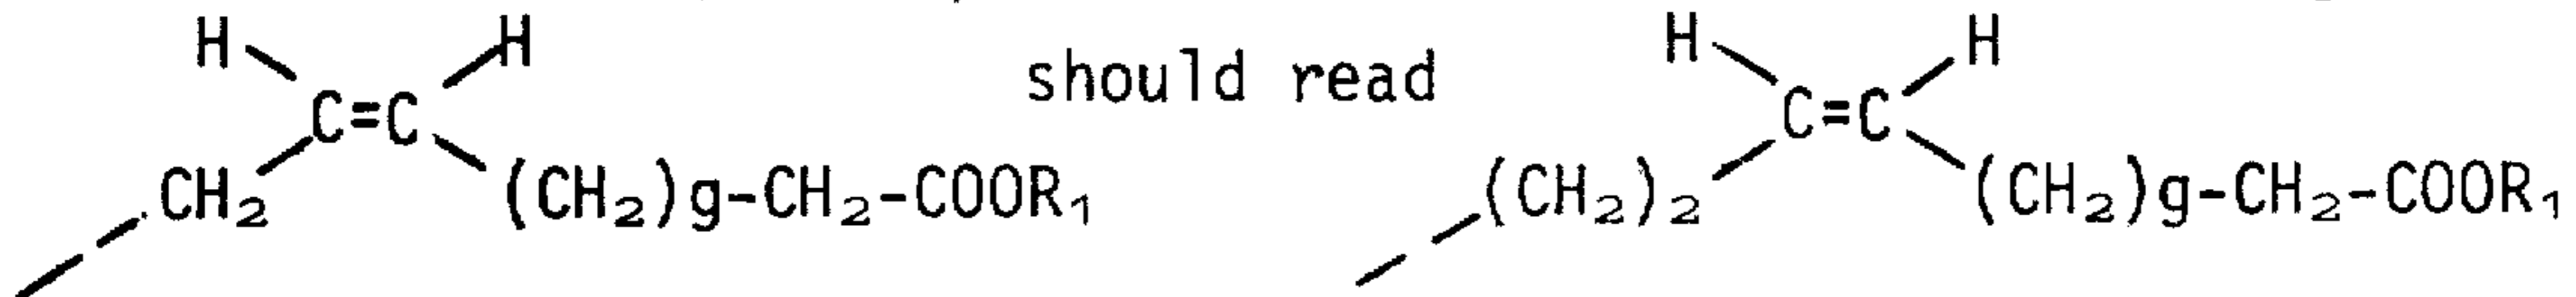 H H should read H H
C=C C=C
CH₂ (CH₂)g-CH₂-COOR₁ (CH₂)₂ (CH₂)g-CH₂-COOR₁